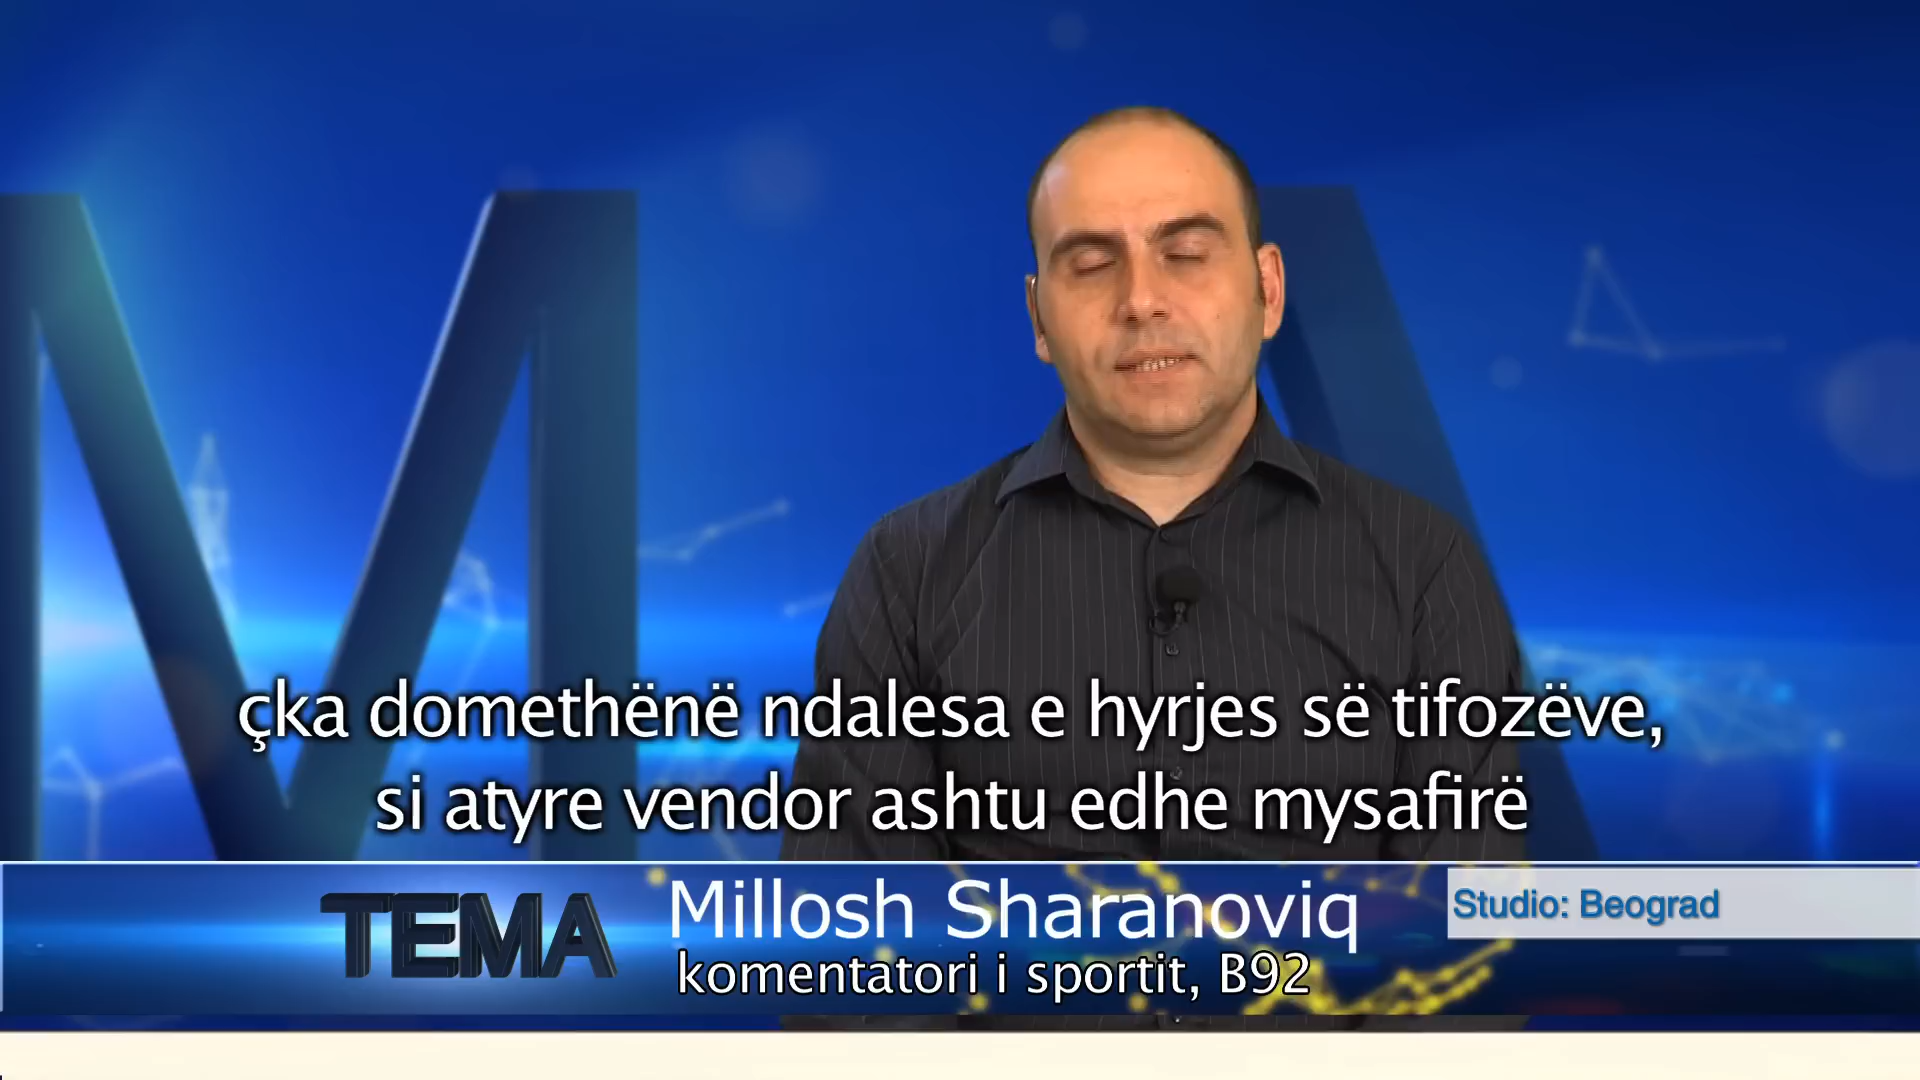 MA
çka domethënë ndalesa e hyrjes së tifozëve,
si atyre vendor ashtu edhe mysafirë
TEMA
Millosh Sharanoviq
komentatori i sportit, B92
Studio: Beograd